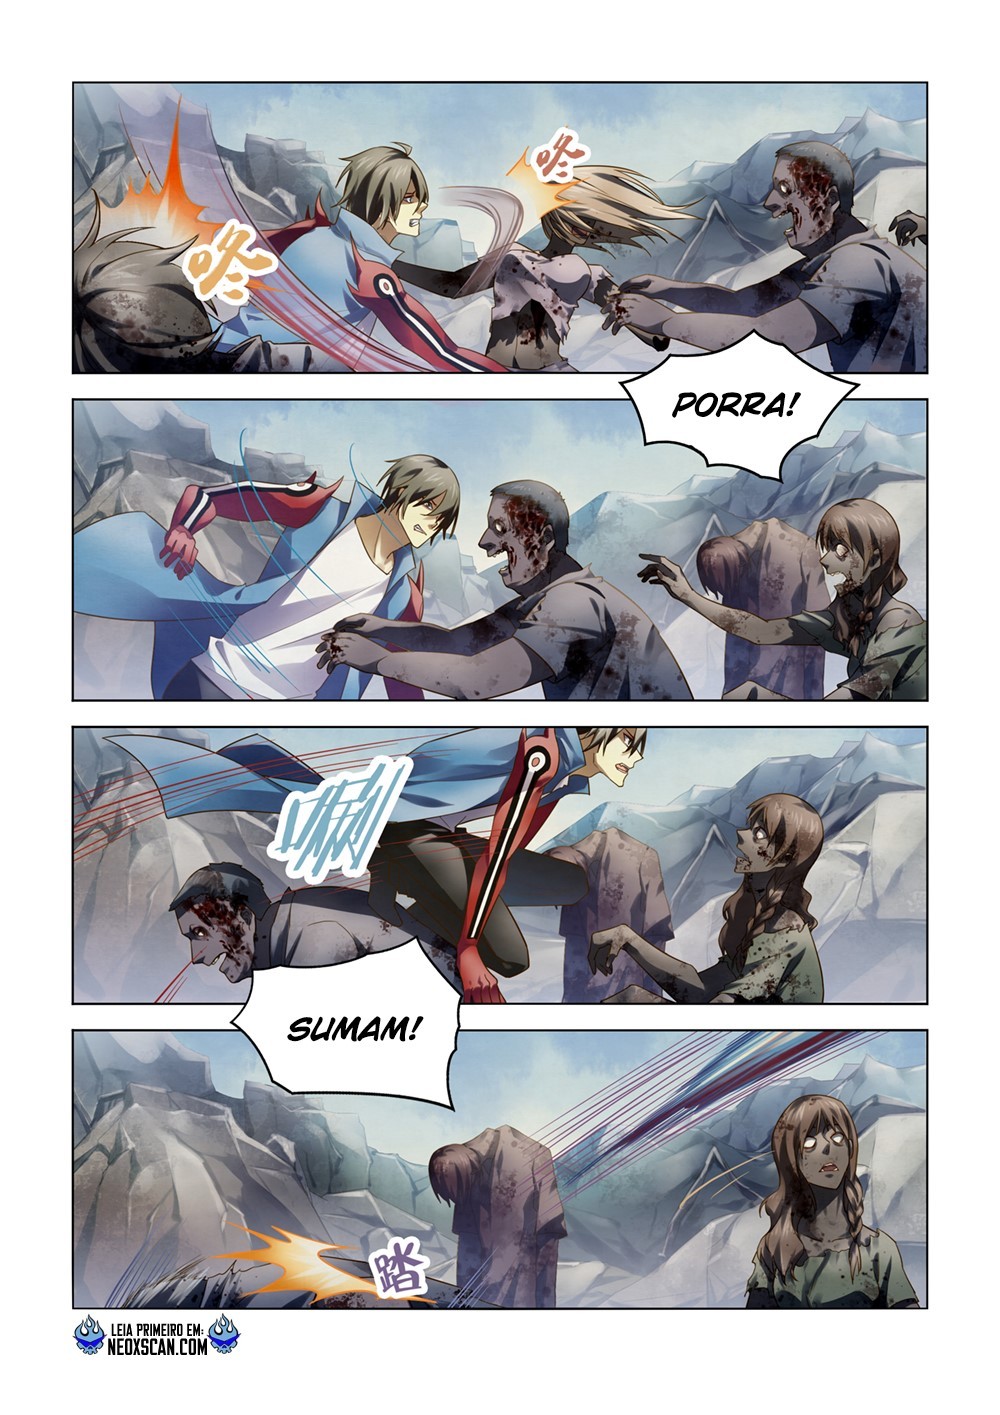 咚
咚
PORRA!
唰
SUMAM!
踏
LEIA PRIMEIRO EM:
NEOXSCAN.COM